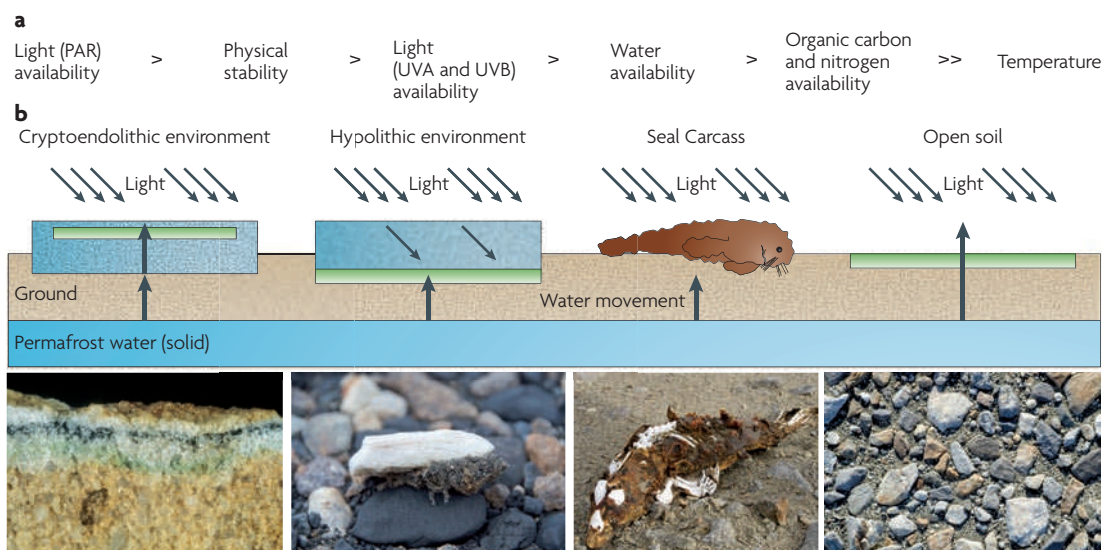 a
Light (PAR)
availability
>
Physical
stability
>
Light
(UVA and UVB)
availability
>
Water
availability
>
Organic carbon
and nitrogen
availability
>>
Temperature
b
Cryptoendolithic environment
Hypolithic environment
Seal Carcass
Open soil
Light
Light
Light
Light
Ground
Water movement
Permafrost water (solid)